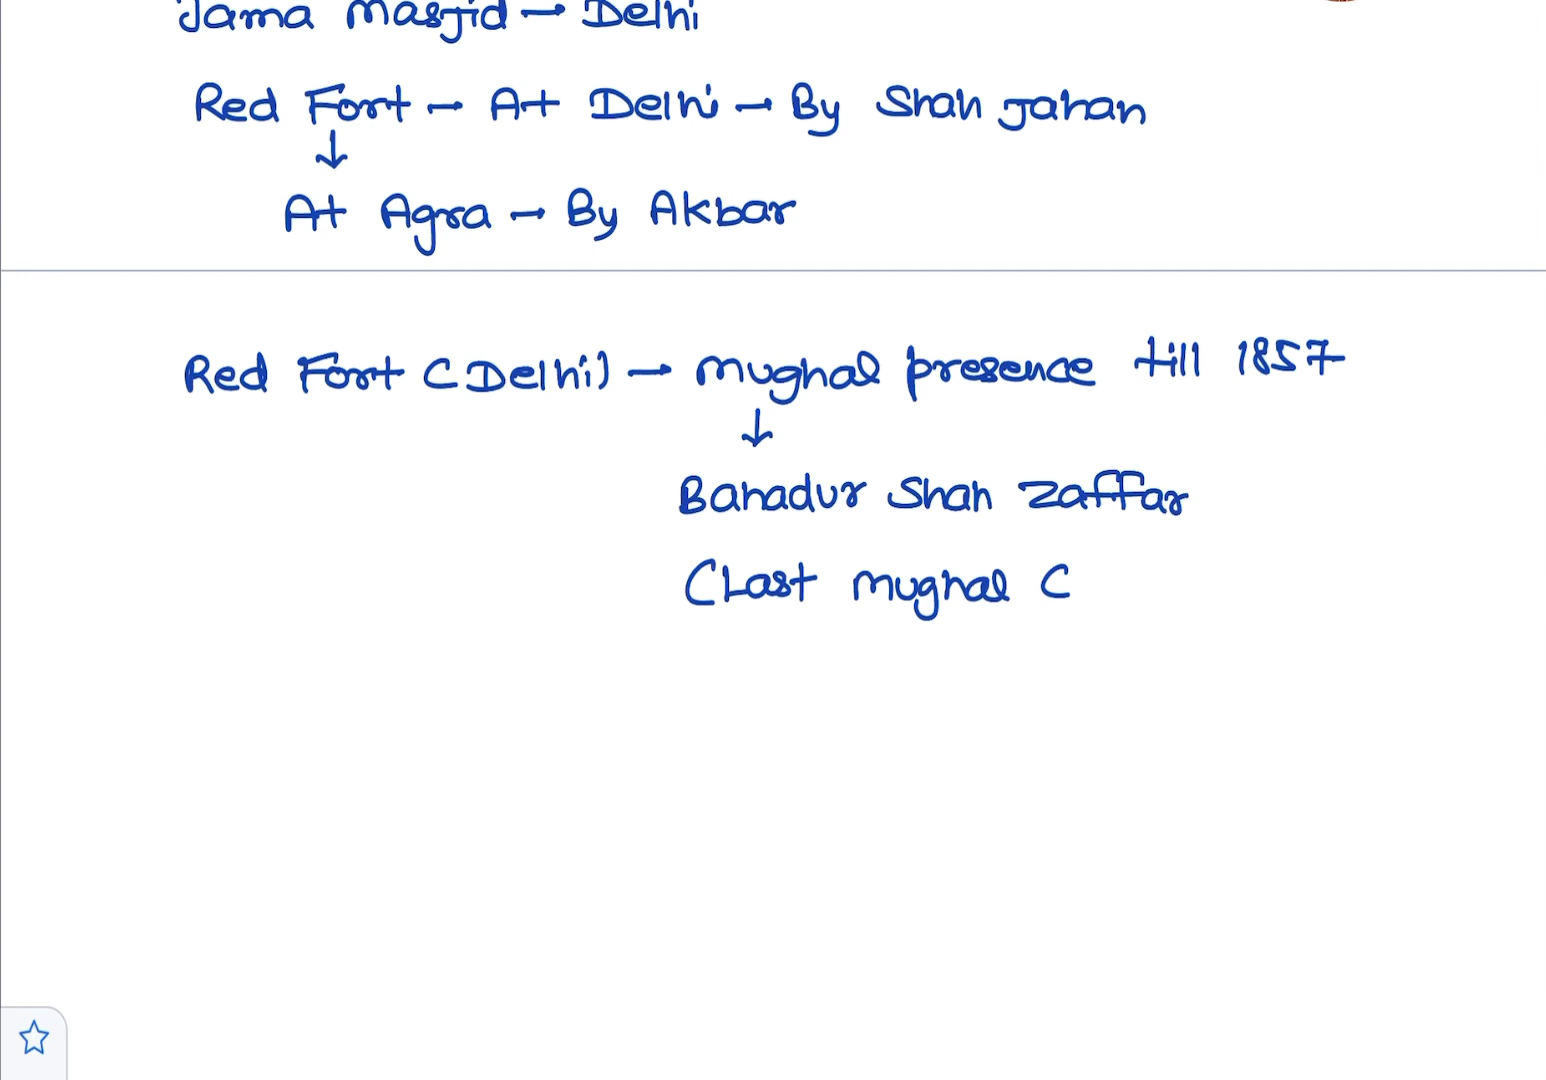 Jama Masjid → Delhi
Red Fort → At Delhi → By Shah Jahan
↓
At Agra → By Akbar
Red Fort (Delhi) → Mughal presence till 1857
↓
Bahadur Shah Zaffar
(Last Mughal C